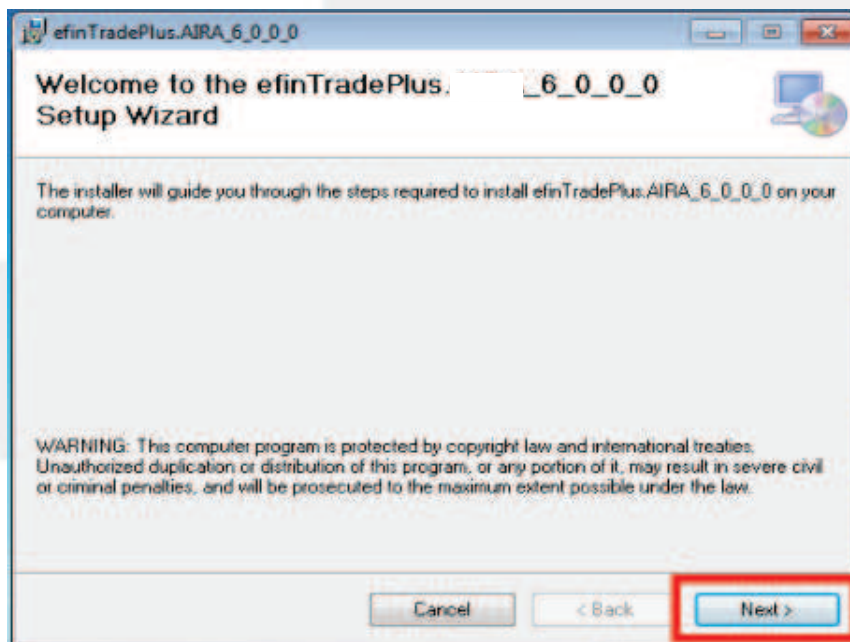 efinTradePlus.AIRA_6_0_0_0
Welcome to the efinTradePlus. _6_0_0_0
Setup Wizard
The installer will guide you through the steps required to install efinTradePlus.AIRA_6_0_0_0 on your
computer.
WARNING: This computer program is protected by copyright law and international treaties.
Unauthorized duplication or distribution of this program, or any portion of it, may result in severe civil
or criminal penalties, and will be prosecuted to the maximum extent possible under the law.
Cancel
< Back
Next >